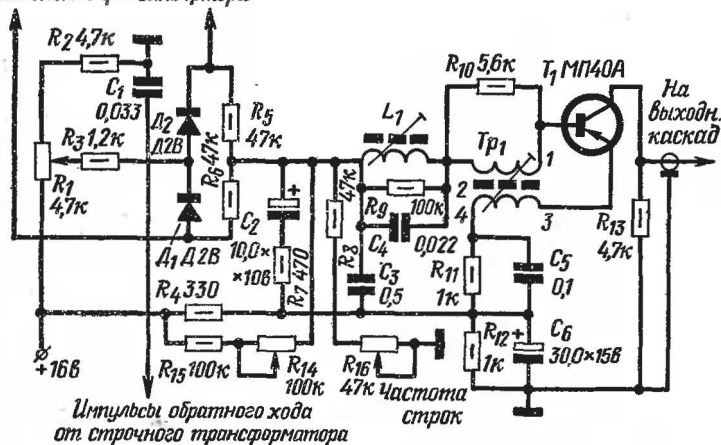 R2 4,7к
C1
0,033
R3 1,2к
R1
4,7к
Д2
Д2В
R5
47к
R6 47к
Д1 Д2В
C2
10,0×
×10в
R7 470
R4 330
+16в
R15 100к
R14
100к
47к
R8
R16
47к
Частота
строк
L1
R9
100к
C4
0,022
C3
0,5
R10 5,6к
Tp1
1
2
4
3
T1 МП40А
На
выходн.
каскад
R13
4,7к
R11
1к
C5
0,1
R12
1к
C6
30,0×15в
Импульсы обратного хода
от строчного трансформатора